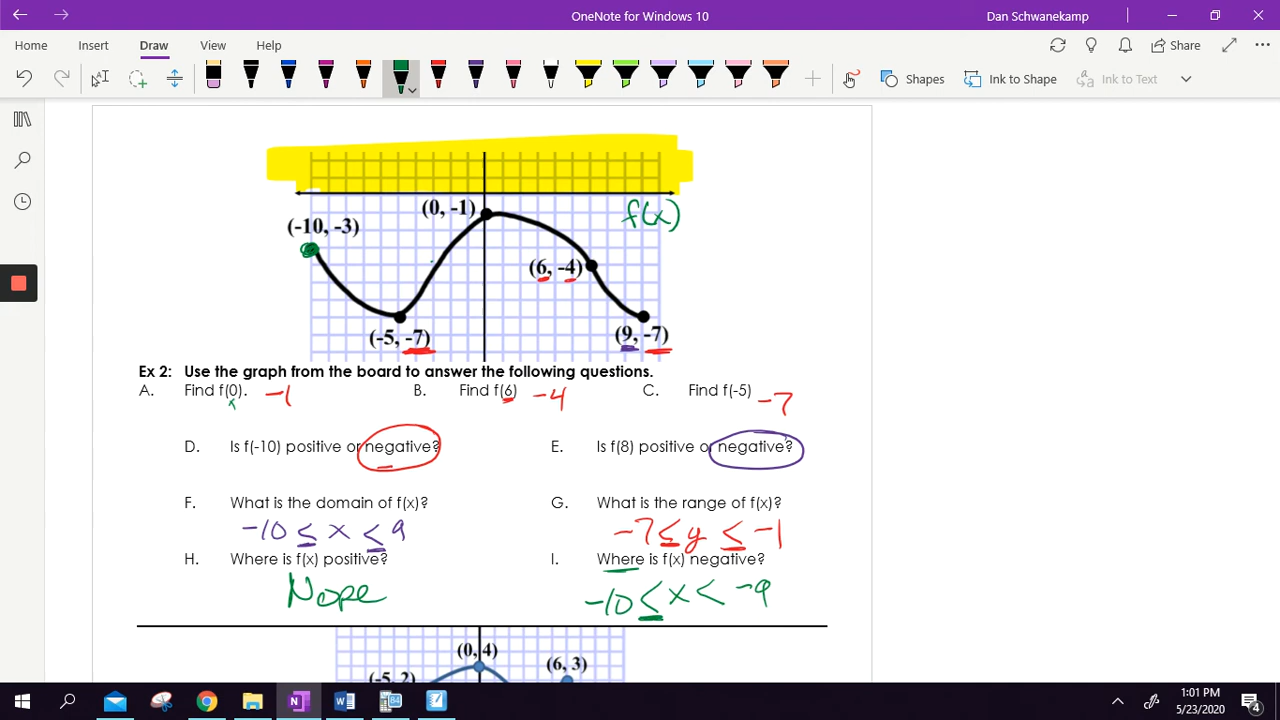 OneNote for Windows 10
Dan Schwanekamp
Home Insert Draw View Help
Share
Shapes Ink to Shape Ink to Text
(0, -1) f(x)
(-10, -3)
(6, -4)
(-5, -7) (9, -7)
Ex 2: Use the graph from the board to answer the following questions.
A. Find f(0). -1 B. Find f(6) -4 C. Find f(-5) -7
x
D. Is f(-10) positive or negative? E. Is f(8) positive or negative?
F. What is the domain of f(x)? G. What is the range of f(x)?
-10 ≤ x ≤ 9 -7 ≤ y ≤ -1
H. Where is f(x) positive? I. Where is f(x) negative?
Nope -10 ≤ x < -9
(0, 4) (6, 3)
(-5, 2)
1:01 PM
5/23/2020
4